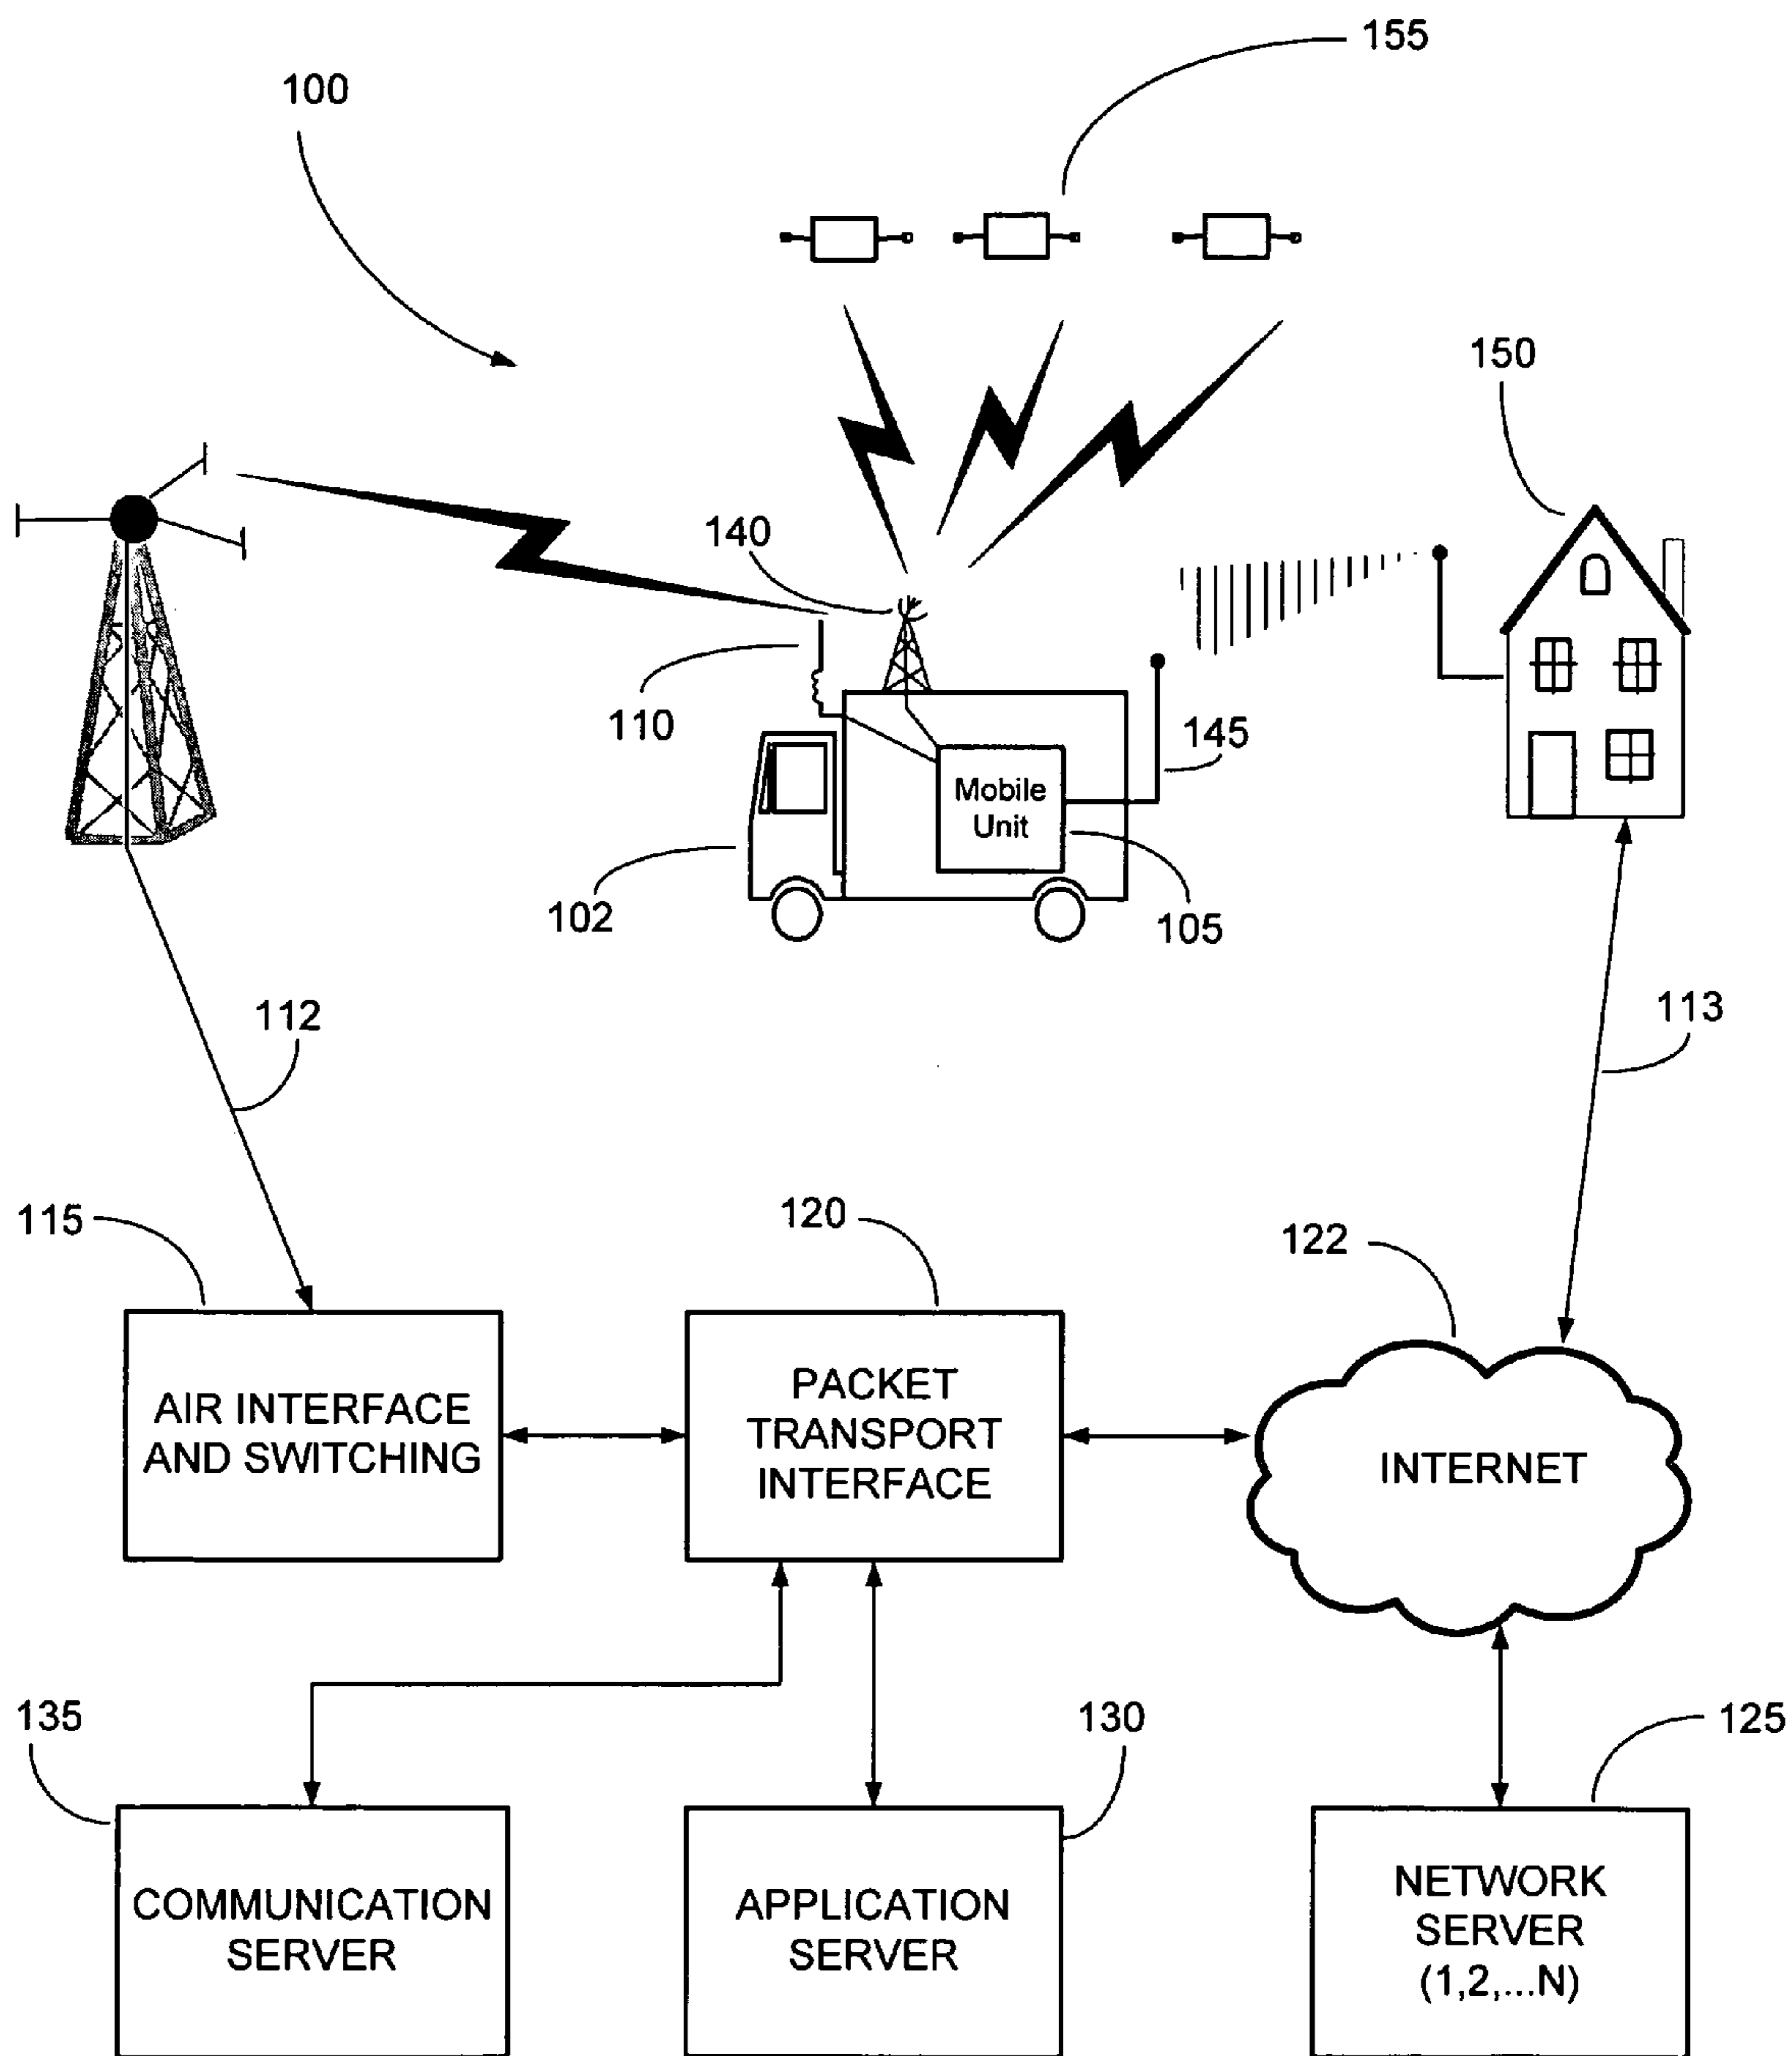 155
100
150
140
110
145
Mobile
Unit
102
105
112
113
115
120
122
AIR INTERFACE
AND SWITCHING
PACKET
TRANSPORT
INTERFACE
INTERNET
135
130
125
COMMUNICATION
SERVER
APPLICATION
SERVER
NETWORK
SERVER
(1,2,...N)